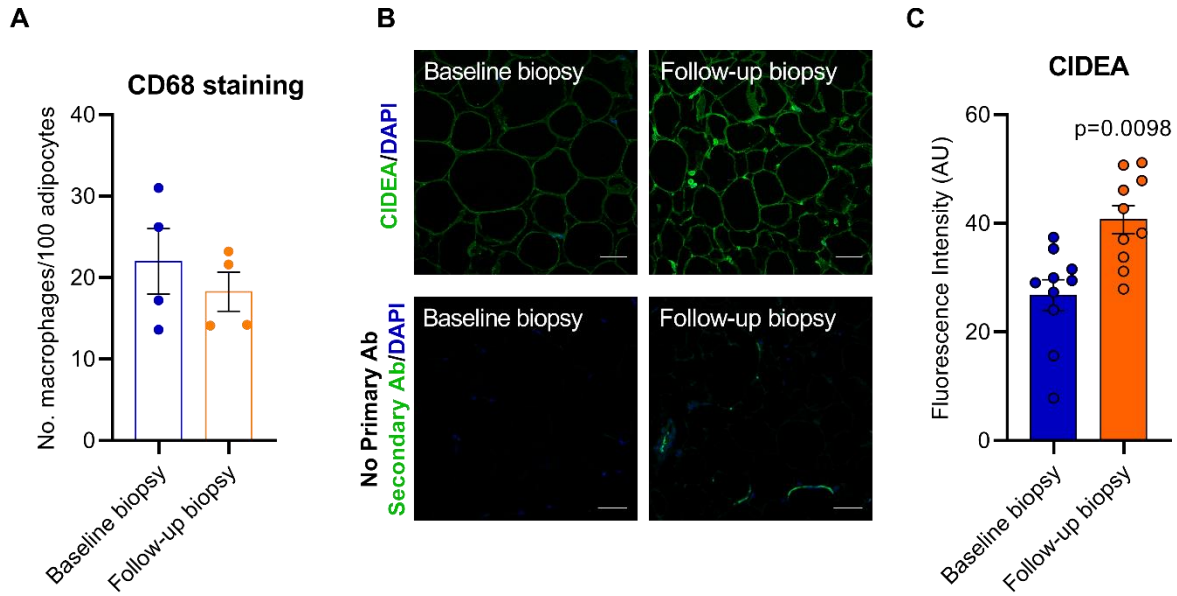 A
CD68 staining
No. macrophages/100 adipocytes
40
30
20
10
0
Baseline biopsy
Follow-up biopsy
B
CIDEA/DAPI
Baseline biopsy
Follow-up biopsy
No Primary Ab
Secondary Ab/DAPI
Baseline biopsy
Follow-up biopsy
C
CIDEA
p=0.0098
Fluorescence Intensity (AU)
60
40
20
0
Baseline biopsy
Follow-up biopsy